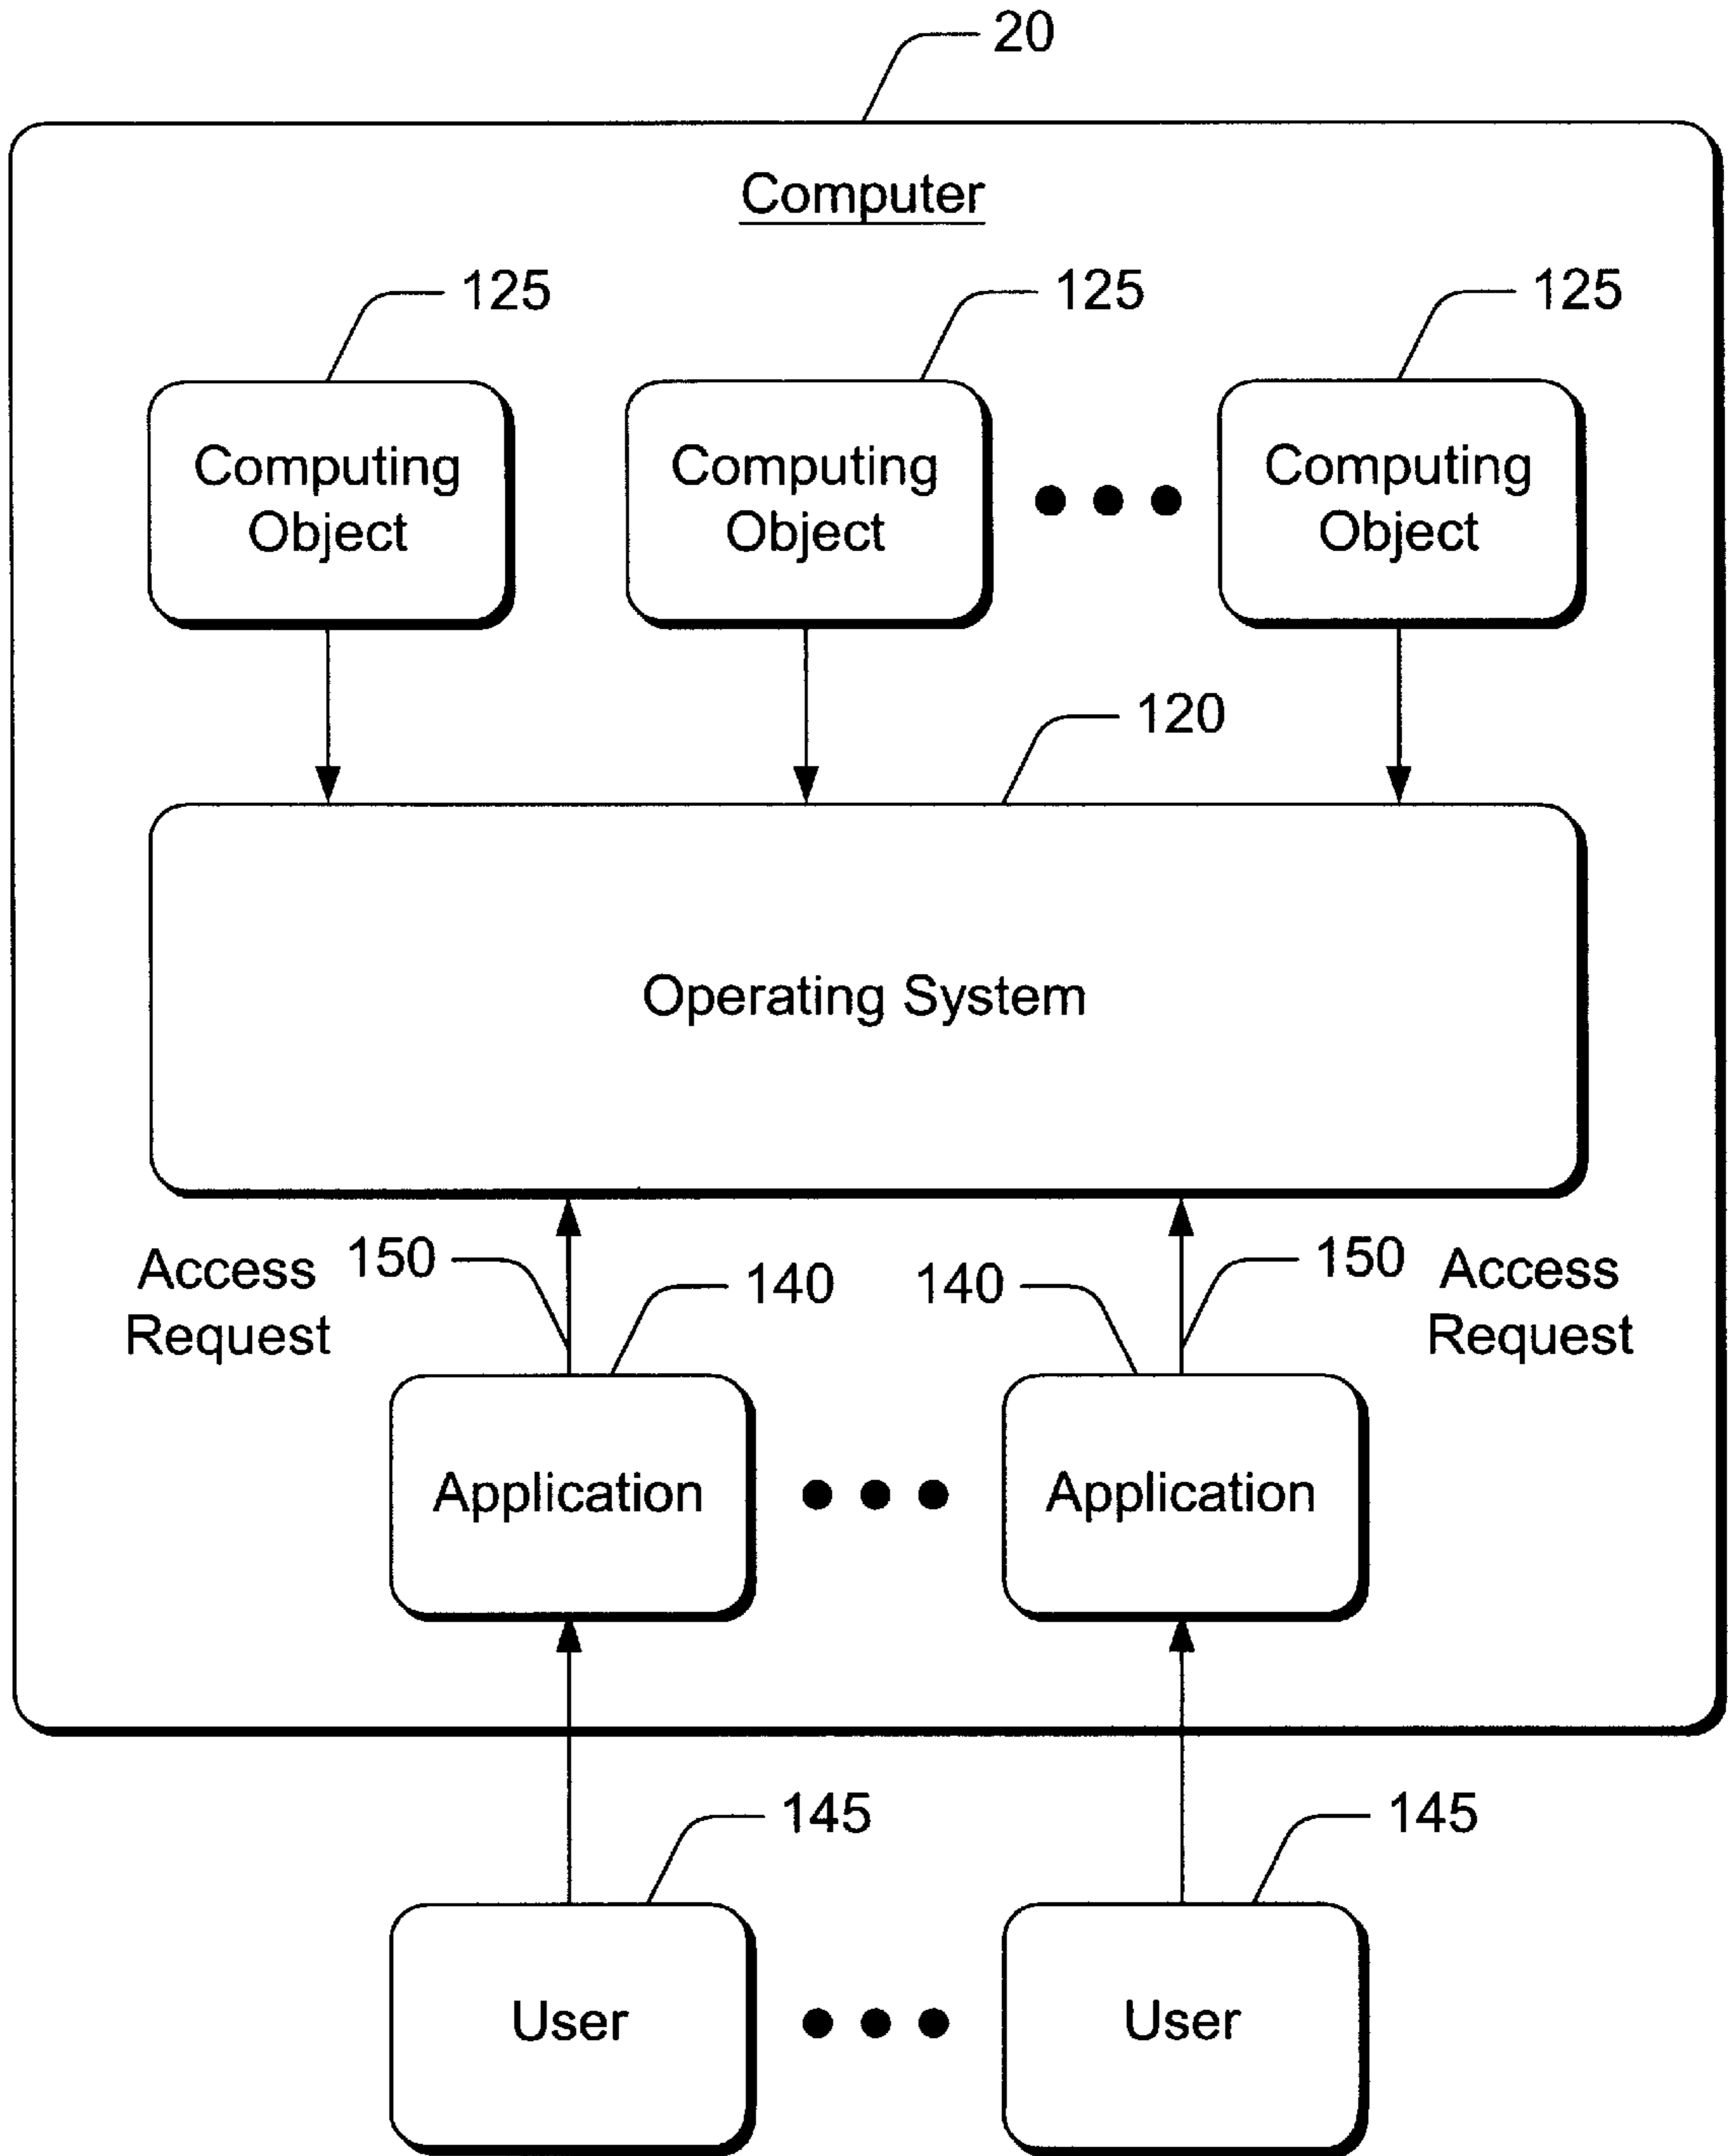 20
Computer
125
125
125
Computing
Object
Computing
Object
Computing
Object
120
Operating System
Access
Request
150
140
140
150
Access
Request
Application
Application
145
145
User
User